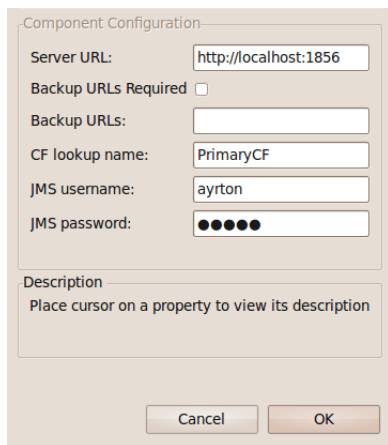 Component Configuration
Server URL: http://localhost:1856
Backup URLs Required
Backup URLs:
CF lookup name: PrimaryCF
JMS username: ayrton
JMS password: ●●●●●
Description
Place cursor on a property to view its description
Cancel OK